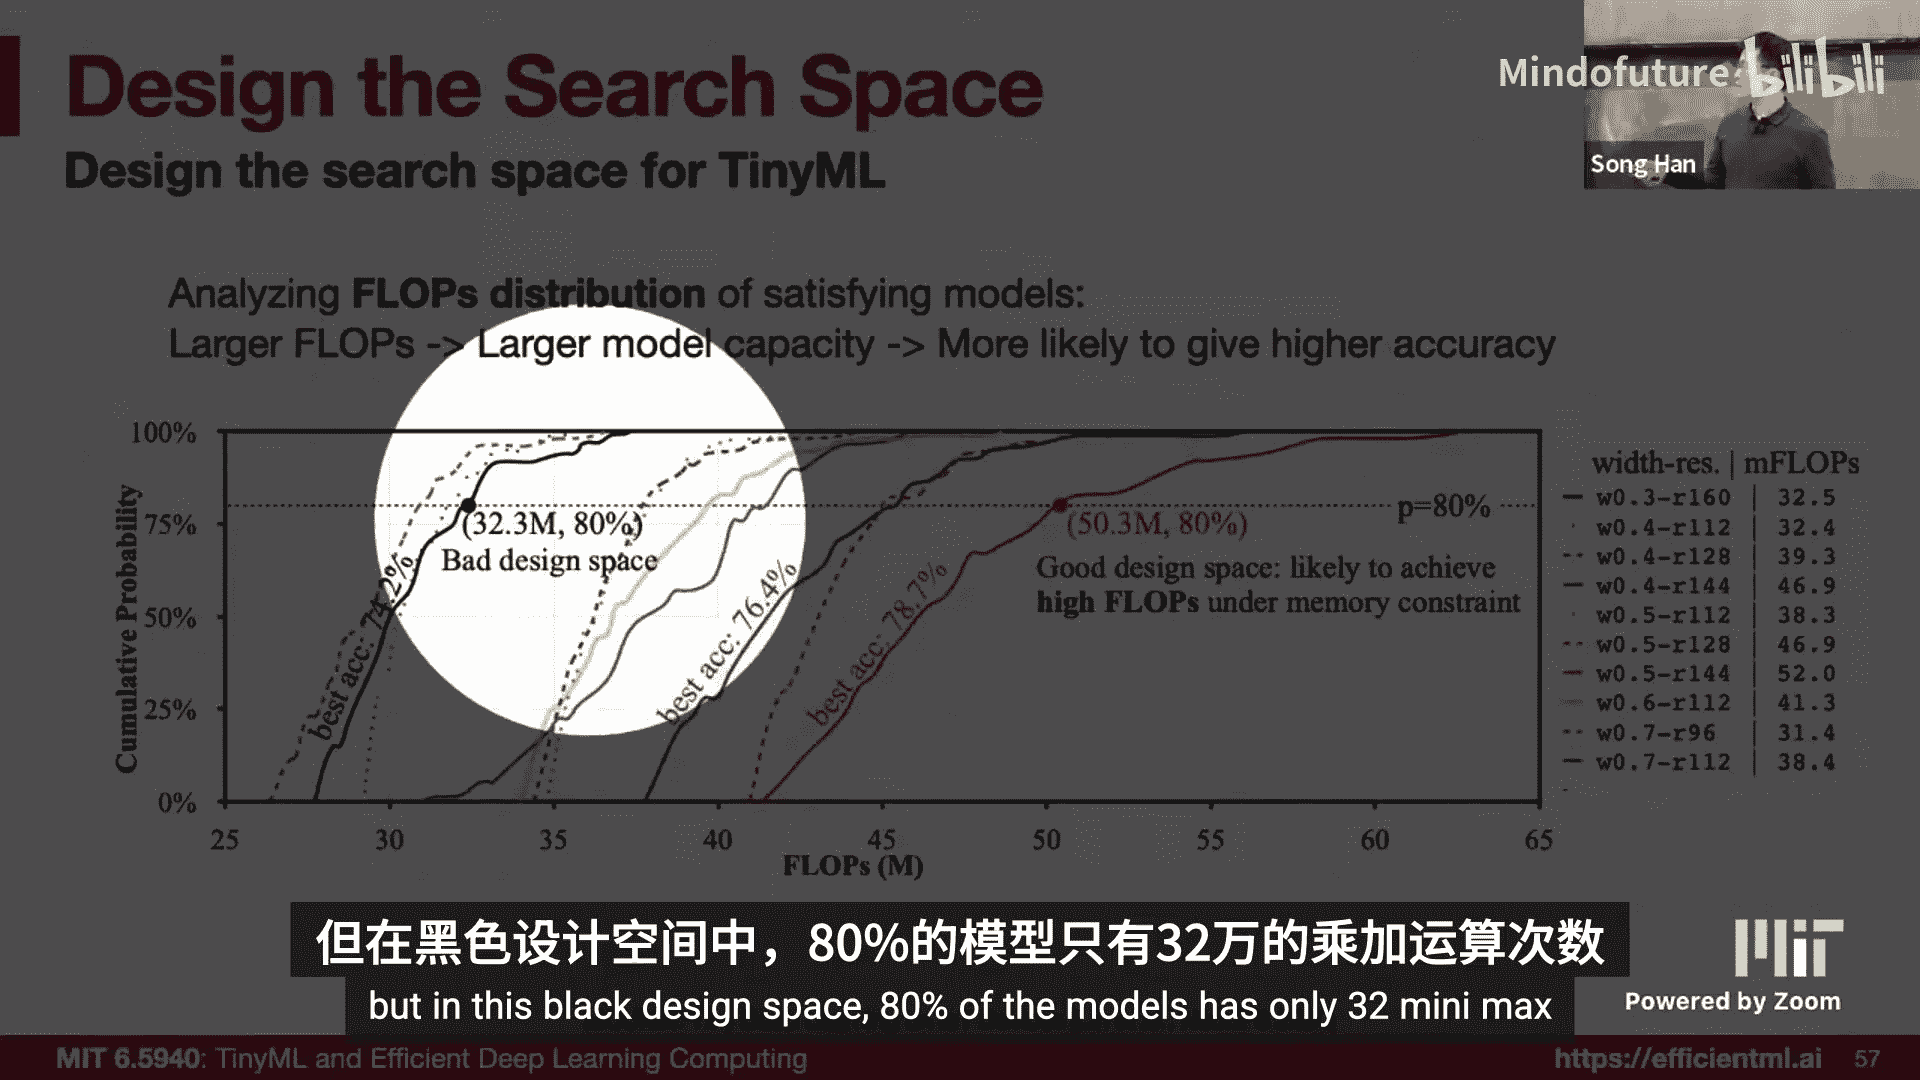 Design the Search Space
Mindofuture
bilibili
Song Han
Design the search space for TinyML
Analyzing FLOPs distribution of satisfying models:
Larger FLOPs -> Larger model capacity -> More likely to give higher accuracy
100%
75%
50%
25%
0%
Cumulative Probability
25
30
35
40
45
50
55
60
65
FLOPs (M)
(32.3M, 80%)
Bad design space
best acc: 74.2%
best acc: 76.4%
best acc: 78.7%
(50.3M, 80%)
p=80%
Good design space: likely to achieve
high FLOPs under memory constraint
width-res. | mFLOPs
w0.3-r160 | 32.5
w0.4-r112 | 32.4
w0.4-r128 | 39.3
w0.4-r144 | 46.9
w0.5-r112 | 38.3
w0.5-r128 | 46.9
w0.5-r144 | 52.0
w0.6-r112 | 41.3
w0.7-r96 | 31.4
w0.7-r112 | 38.4
但在黑色设计空间中，80%的模型只有32万的乘加运算次数
but in this black design space, 80% of the models has only 32 mini max
MIT
Powered by Zoom
MIT 6.5940: TinyML and Efficient Deep Learning Computing
https://efficientml.ai
57